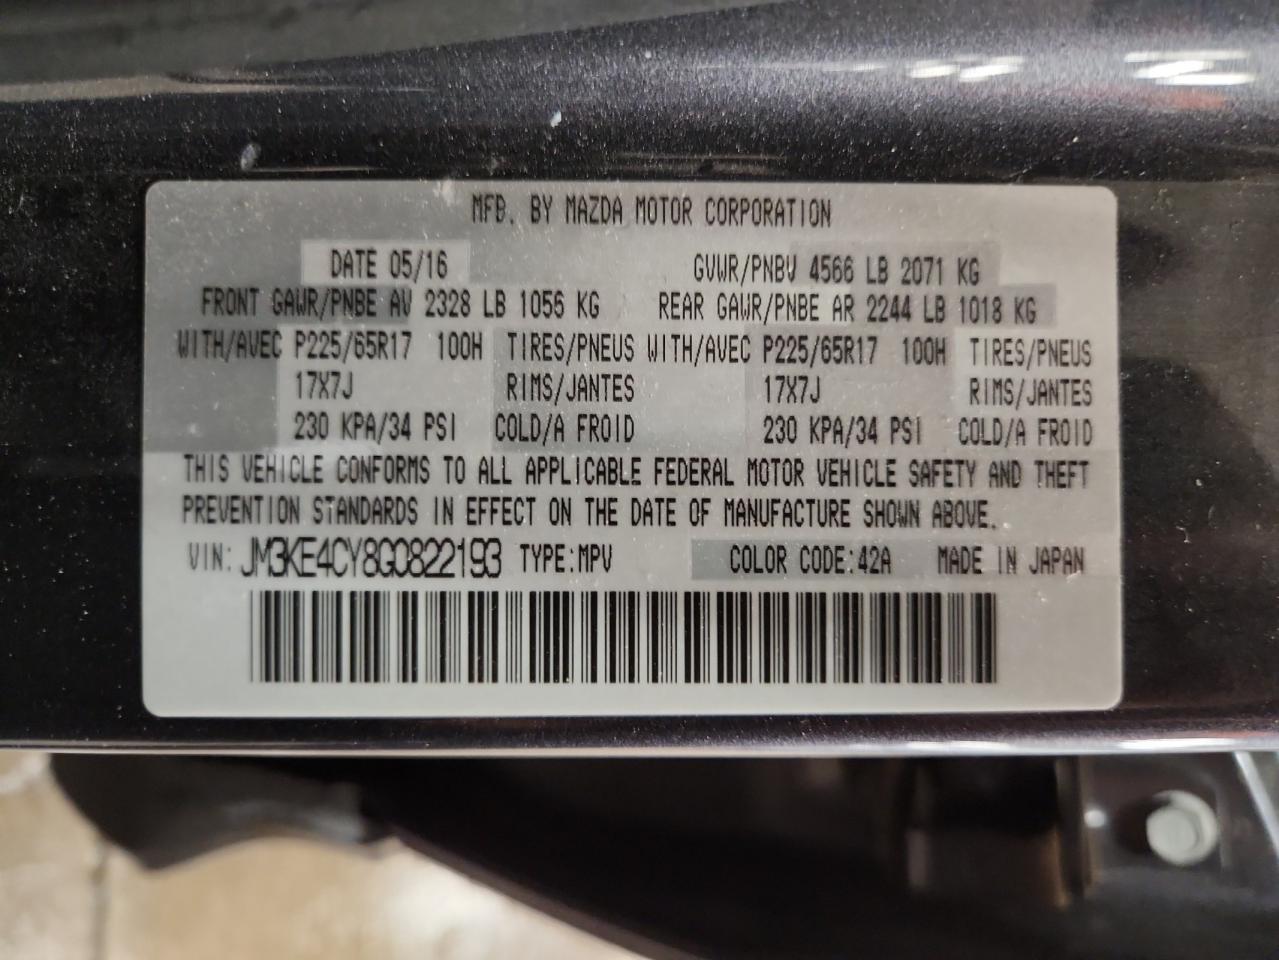 MFD. BY MAZDA MOTOR CORPORATION
DATE 05/16 GVWR/PNBV 4566 LB 2071 KG
FRONT GAWR/PNBE AV 2328 LB 1056 KG REAR GAWR/PNBE AR 2244 LB 1018 KG
WITH/AVEC P225/65R17 100H TIRES/PNEUS WITH/AVEC P225/65R17 100H TIRES/PNEUS
17X7J RIMS/JANTES 17X7J RIMS/JANTES
230 KPA/34 PSI COLD/A FROID 230 KPA/34 PSI COLD/A FROID
THIS VEHICLE CONFORMS TO ALL APPLICABLE FEDERAL MOTOR VEHICLE SAFETY AND THEFT
PREVENTION STANDARDS IN EFFECT ON THE DATE OF MANUFACTURE SHOWN ABOVE.
VIN: JM3KE4CY8G0822193 TYPE:MPV COLOR CODE:42A MADE IN JAPAN